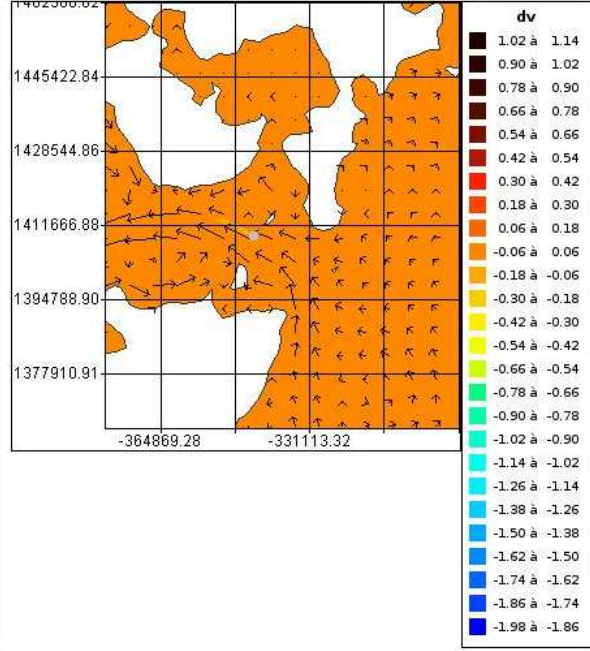 dv
1.02 à 1.14
0.90 à 1.02
0.78 à 0.90
0.66 à 0.78
0.54 à 0.66
0.42 à 0.54
0.30 à 0.42
0.18 à 0.30
0.06 à 0.18
-0.06 à 0.06
-0.18 à -0.06
-0.30 à -0.18
-0.42 à -0.30
-0.54 à -0.42
-0.66 à -0.54
-0.78 à -0.66
-0.90 à -0.78
-1.02 à -0.90
-1.14 à -1.02
-1.26 à -1.14
-1.38 à -1.26
-1.50 à -1.38
-1.62 à -1.50
-1.74 à -1.62
-1.86 à -1.74
-1.98 à -1.86
1445422.84
1428544.86
1411666.88
1394788.90
1377910.91
-364869.28 -331113.32